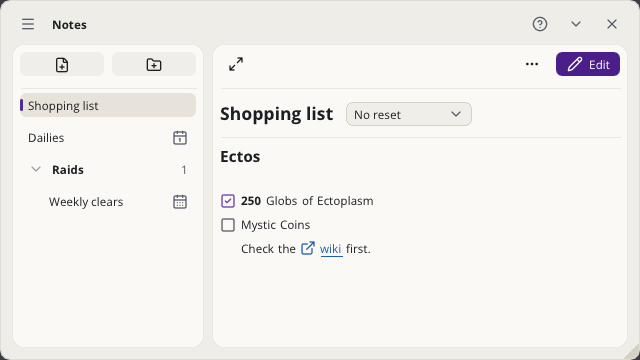 Notes
Edit
Shopping list
Dailies
Raids 1
Weekly clears
Shopping list
No reset
Ectos
250 Globs of Ectoplasm
Mystic Coins
Check the wiki first.